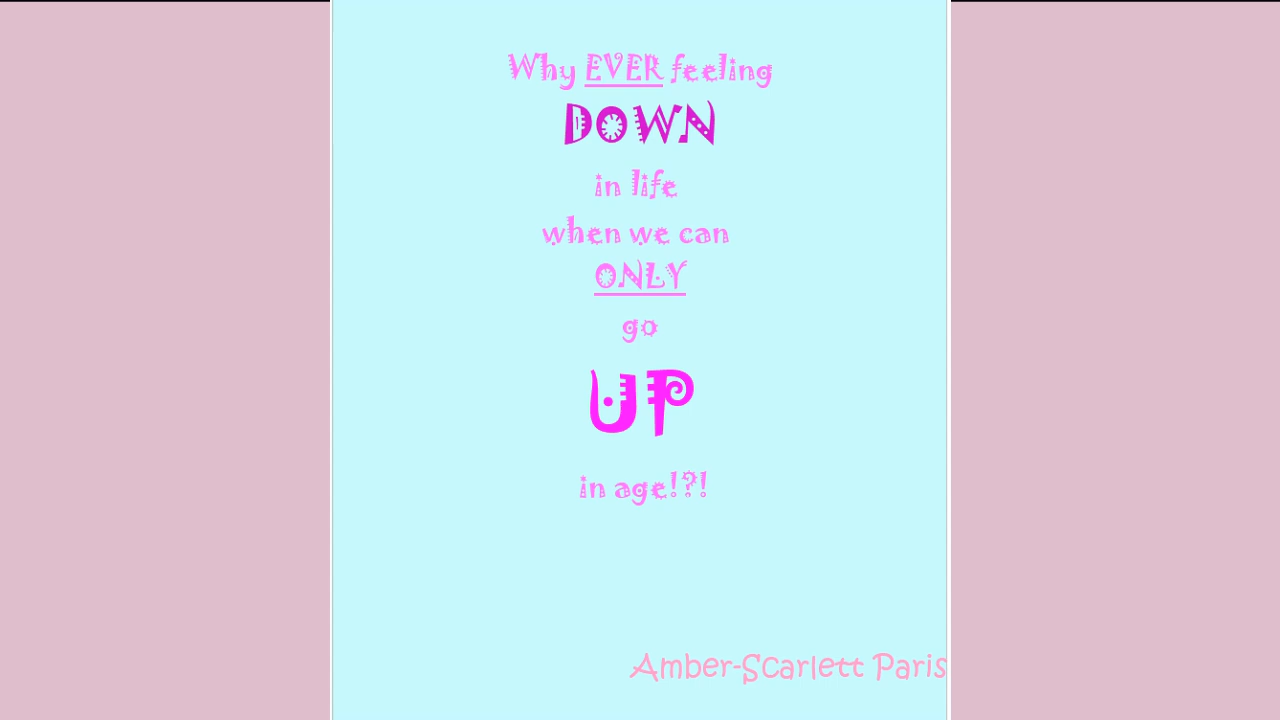 Why EVER feeling
DOWN
in life
when we can
ONLY
go
UP
in age!?!
Amber-Scarlett Paris